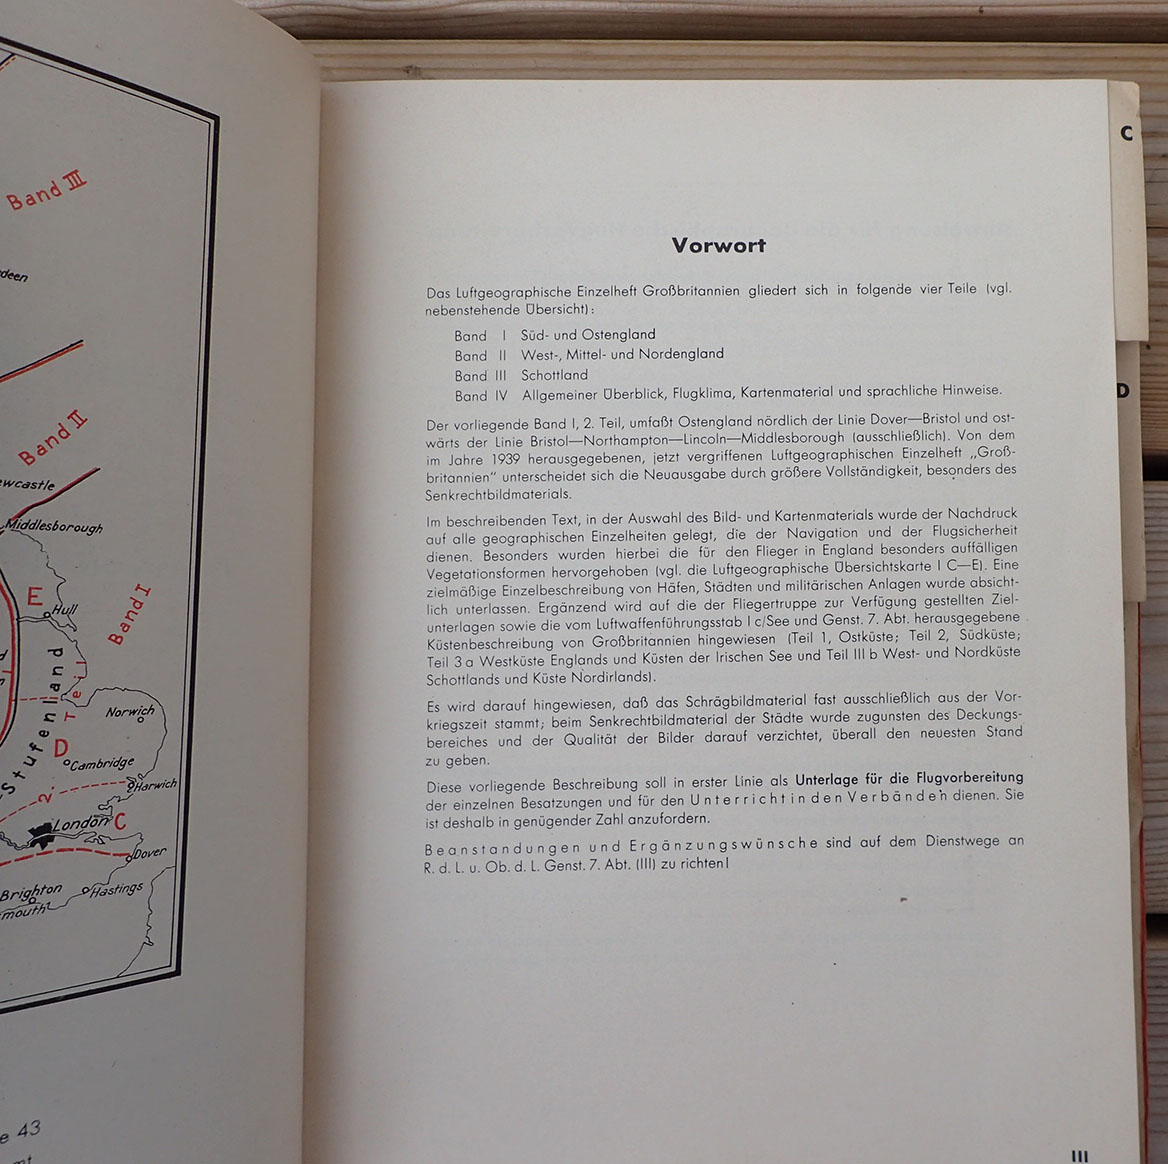 Band III
Band II
Middlesborough
E
Hull
Band I
Teil
Stufenland
Norwich
D
Cambridge
2.
Harwich
London
C
Dover
Brighton
Hastings
43
C
D
Vorwort
Das Luftgeographische Einzelheft Großbritannien gliedert sich in folgende vier Teile (vgl.
nebenstehende Übersicht):
Band I Süd- und Ostengland
Band II West-, Mittel- und Nordengland
Band III Schottland
Band IV Allgemeiner Überblick, Flugklima, Kartenmaterial und sprachliche Hinweise.
Der vorliegende Band I, 2. Teil, umfaßt Ostengland nördlich der Linie Dover—Bristol und ost-
wärts der Linie Bristol—Northampton—Lincoln—Middlesborough (ausschließlich). Von dem
im Jahre 1939 herausgegebenen, jetzt vergriffenen Luftgeographischen Einzelheft „Groß-
britannien“ unterscheidet sich die Neuausgabe durch größere Vollständigkeit, besonders des
Senkrechtbildmaterials.
Im beschreibenden Text, in der Auswahl des Bild- und Kartenmaterials wurde der Nachdruck
auf alle geographischen Einzelheiten gelegt, die der Navigation und der Flugsicherheit
dienen. Besonders wurden hierbei die für den Flieger in England besonders auffälligen
Vegetationsformen hervorgehoben (vgl. die Luftgeographische Übersichtskarte I C—E). Eine
zielmäßige Einzelbeschreibung von Häfen, Städten und militärischen Anlagen wurde absicht-
lich unterlassen. Ergänzend wird auf die der Fliegertruppe zur Verfügung gestellten Ziel-
unterlagen sowie die vom Luftwaffenführungsstab I c/See und Genst. 7. Abt. herausgegebene
Küstenbeschreibung von Großbritannien hingewiesen (Teil 1, Ostküste; Teil 2, Südküste;
Teil 3 a Westküste Englands und Küsten der Irischen See und Teil III b West- und Nordküste
Schottlands und Küste Nordirlands).
Es wird darauf hingewiesen, daß das Schrägbildmaterial fast ausschließlich aus der Vor-
kriegszeit stammt; beim Senkrechtbildmaterial der Städte wurde zugunsten des Deckungs-
bereiches und der Qualität der Bilder darauf verzichtet, überall den neuesten Stand
zu geben.
Diese vorliegende Beschreibung soll in erster Linie als Unterlage für die Flugvorbereitung
der einzelnen Besatzungen und für den Unterricht in den Verbänden dienen. Sie
ist deshalb in genügender Zahl anzufordern.
Beanstandungen und Ergänzungswünsche sind auf dem Dienstwege an
R. d. L. u. Ob. d. L. Genst. 7. Abt. (III) zu richten!
III